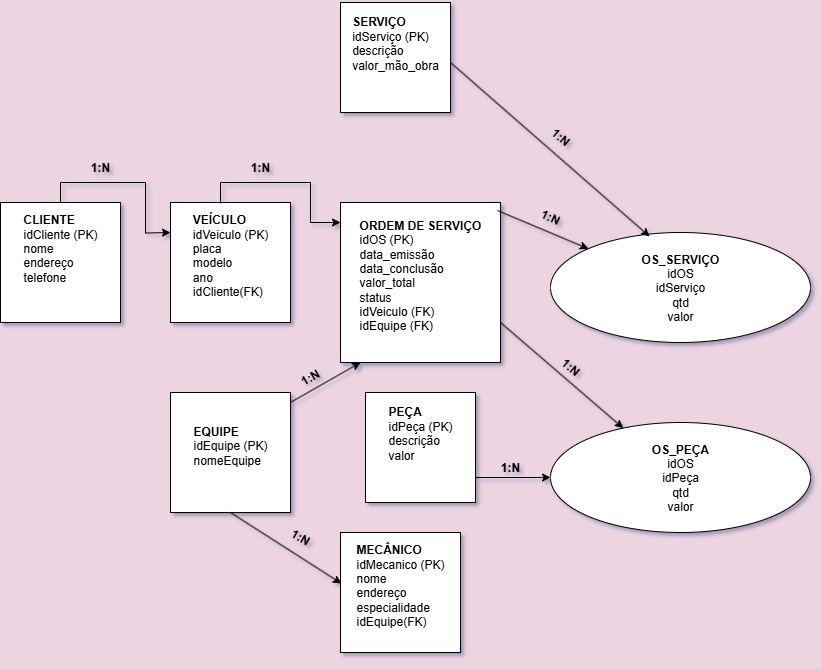 SERVIÇO
idServiço (PK)
descrição
valor_mão_obra
1:N
1:N
1:N
CLIENTE
idCliente (PK)
nome
endereço
telefone
VEÍCULO
idVeiculo (PK)
placa
modelo
ano
idCliente(FK)
ORDEM DE SERVIÇO
idOS (PK)
data_emissão
data_conclusão
valor_total
status
idVeiculo (FK)
idEquipe (FK)
1:N
OS_SERVIÇO
idOS
idServiço
qtd
valor
1:N
1:N
EQUIPE
idEquipe (PK)
nomeEquipe
PEÇA
idPeça (PK)
descrição
valor
1:N
OS_PEÇA
idOS
idPeça
qtd
valor
1:N
MECÂNICO
idMecanico (PK)
nome
endereço
especialidade
idEquipe(FK)